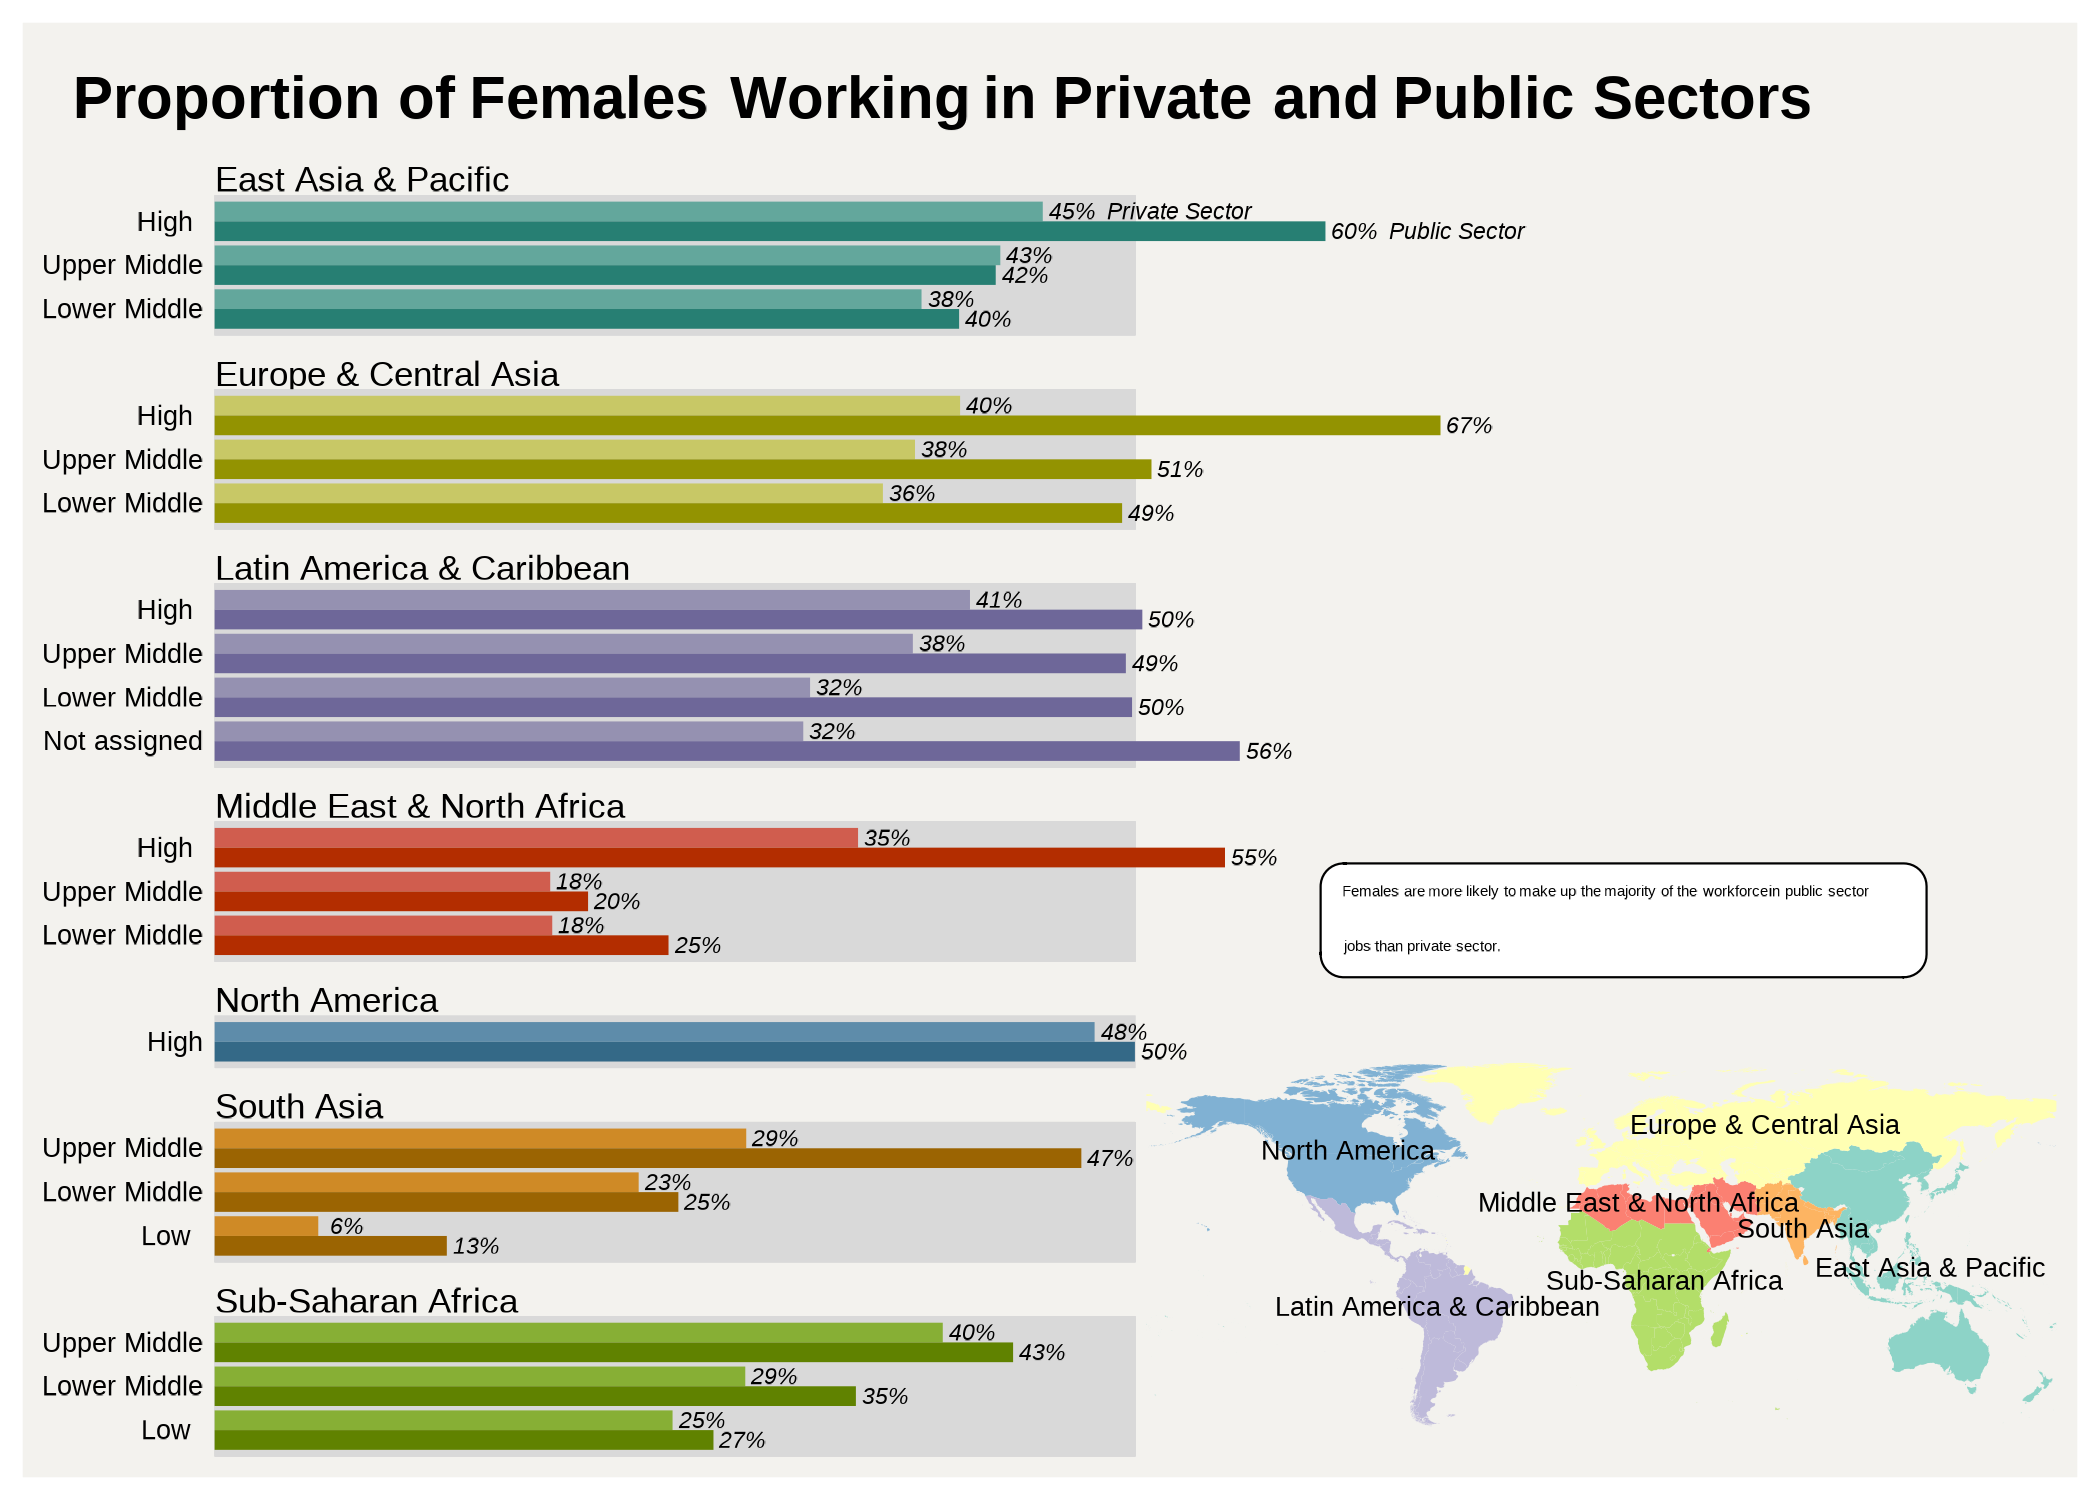 Proportion of Females Working in Private and Public Sectors
East Asia & Pacific
High 45% Private Sector
60% Public Sector
Upper Middle 43%
42%
Lower Middle 38%
40%
Europe & Central Asia
High 40%
67%
Upper Middle 38%
51%
Lower Middle 36%
49%
Latin America & Caribbean
High 41%
50%
Upper Middle 38%
49%
Lower Middle 32%
50%
Not assigned 32%
56%
Middle East & North Africa
High 35%
55%
Upper Middle 18%
20%
Lower Middle 18%
25%
North America
High 48%
50%
South Asia
Upper Middle 29%
47%
Lower Middle 23%
25%
Low 6%
13%
Sub-Saharan Africa
Upper Middle 40%
43%
Lower Middle 29%
35%
Low 25%
27%
Females are more likely to make up the majority of the workforcein public sector
jobs than private sector.
Europe & Central Asia
North America
Middle East & North Africa
South Asia
East Asia & Pacific
Sub-Saharan Africa
Latin America & Caribbean